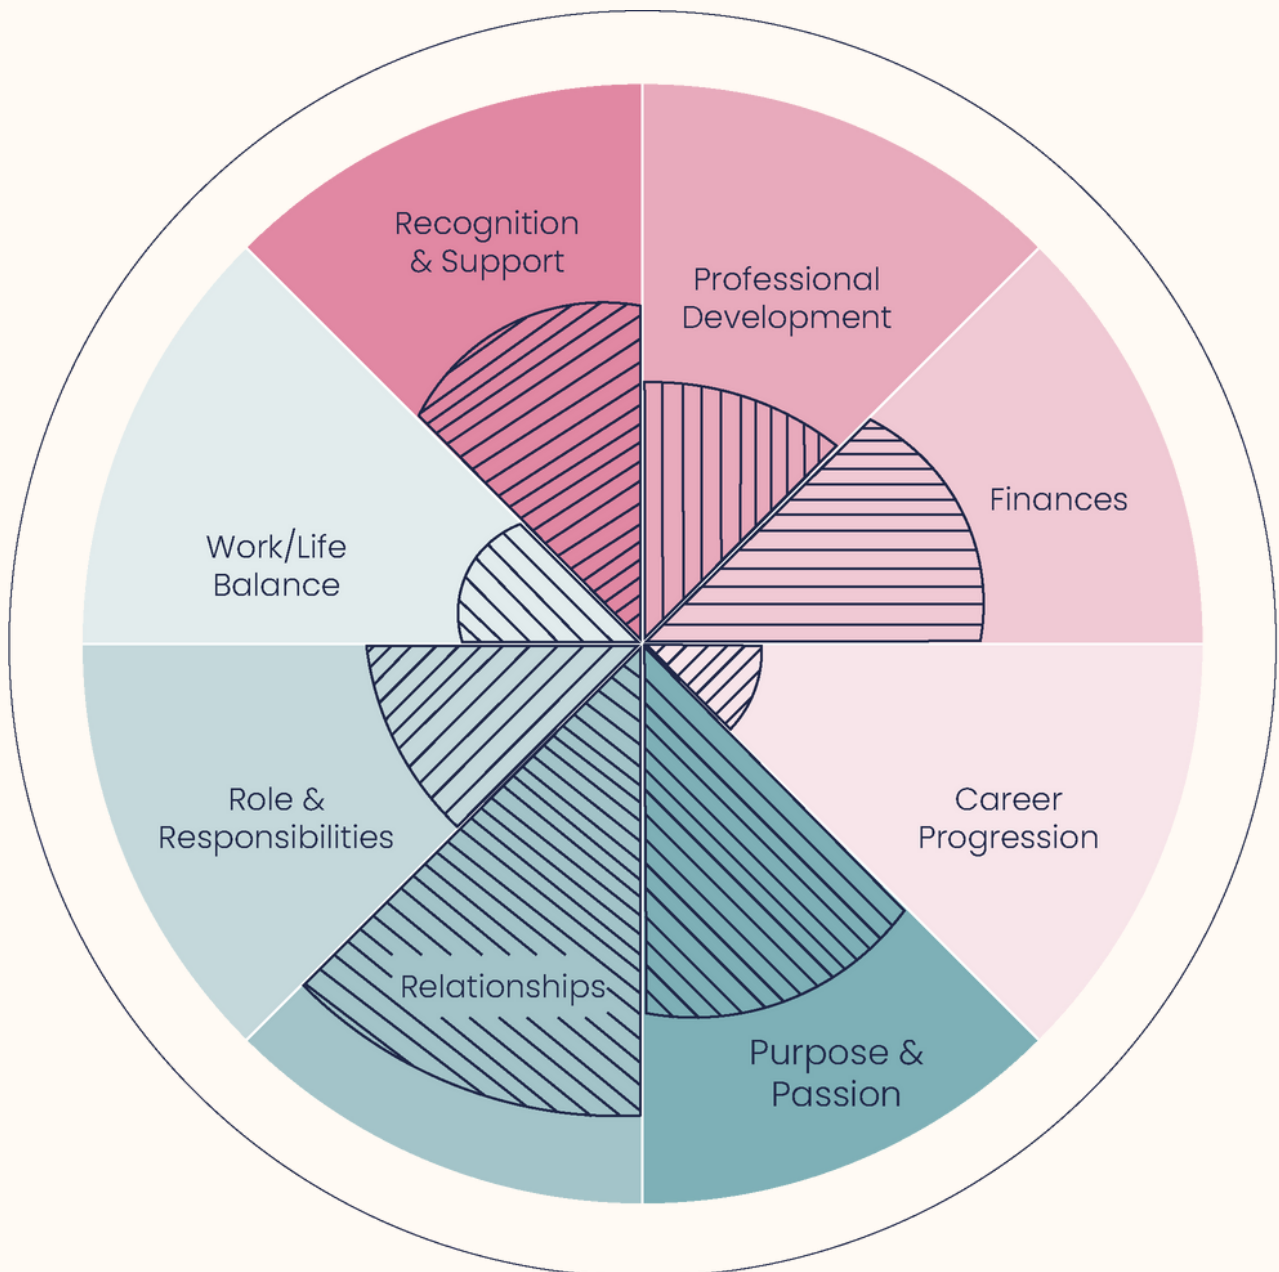 Recognition
& Support
Professional
Development
Finances
Work/Life
Balance
Role &
Responsibilities
Career
Progression
Relationships
Purpose &
Passion